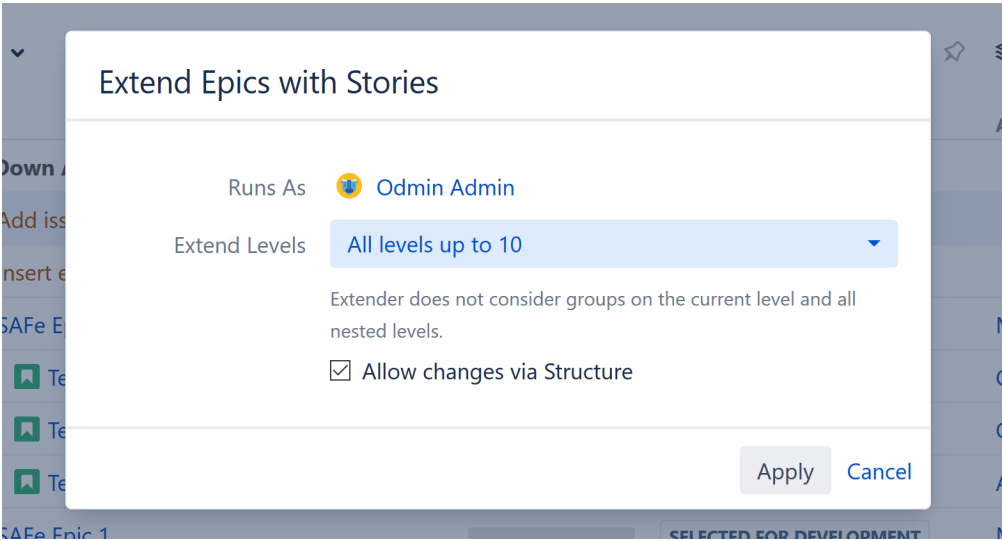 Extend Epics with Stories
Down
Runs As Odmin Admin
Add iss
Extend Levels All levels up to 10
nsert e
Extender does not consider groups on the current level and all
nested levels.
SAFe E
Allow changes via Structure
Te
Te
Apply Cancel
Te
SAFe Epic 1
SELECTED FOR DEVELOPMENT